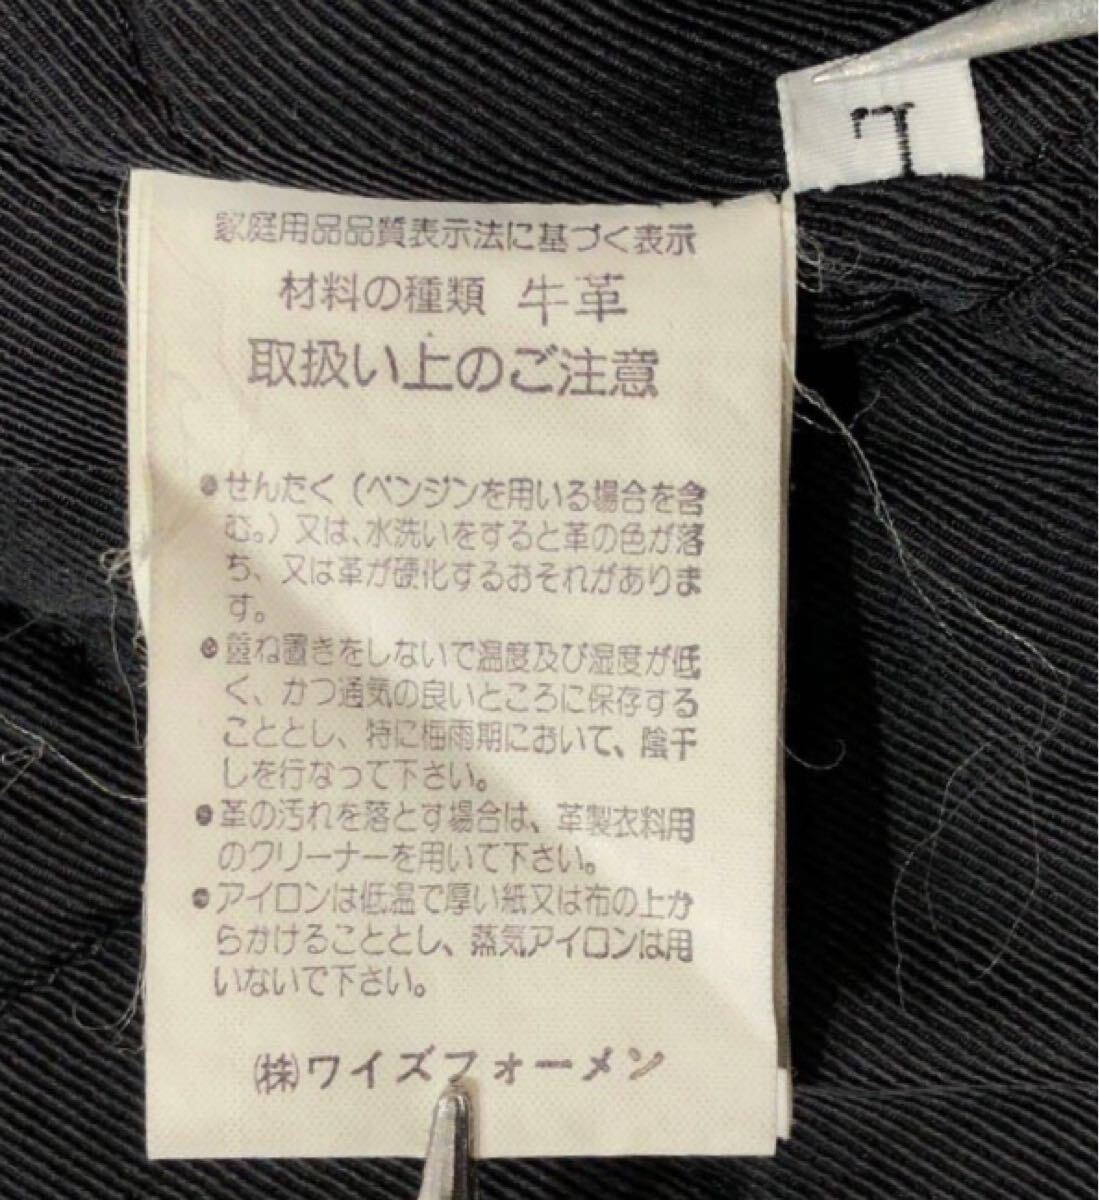 L
家庭用品品質表示法に基づく表示
材料の種類 牛革
取扱い上のご注意
●せんたく(ベンジンを用いる場合を含
む。)又は、水洗いをすると革の色が落
ち、又は革が硬化するおそれがありま
す。
●重ね置きをしないで温度及び湿度が低
く、かつ通気の良いところに保存する
こととし、特に梅雨期において、陰干
しを行なって下さい。
●革の汚れを落とす場合は、革製衣料用
のクリーナーを用いて下さい。
●アイロンは低温で厚い紙又は布の上か
らかけることとし、蒸気アイロンは用
いないで下さい。
(株)ワイズフォーメン